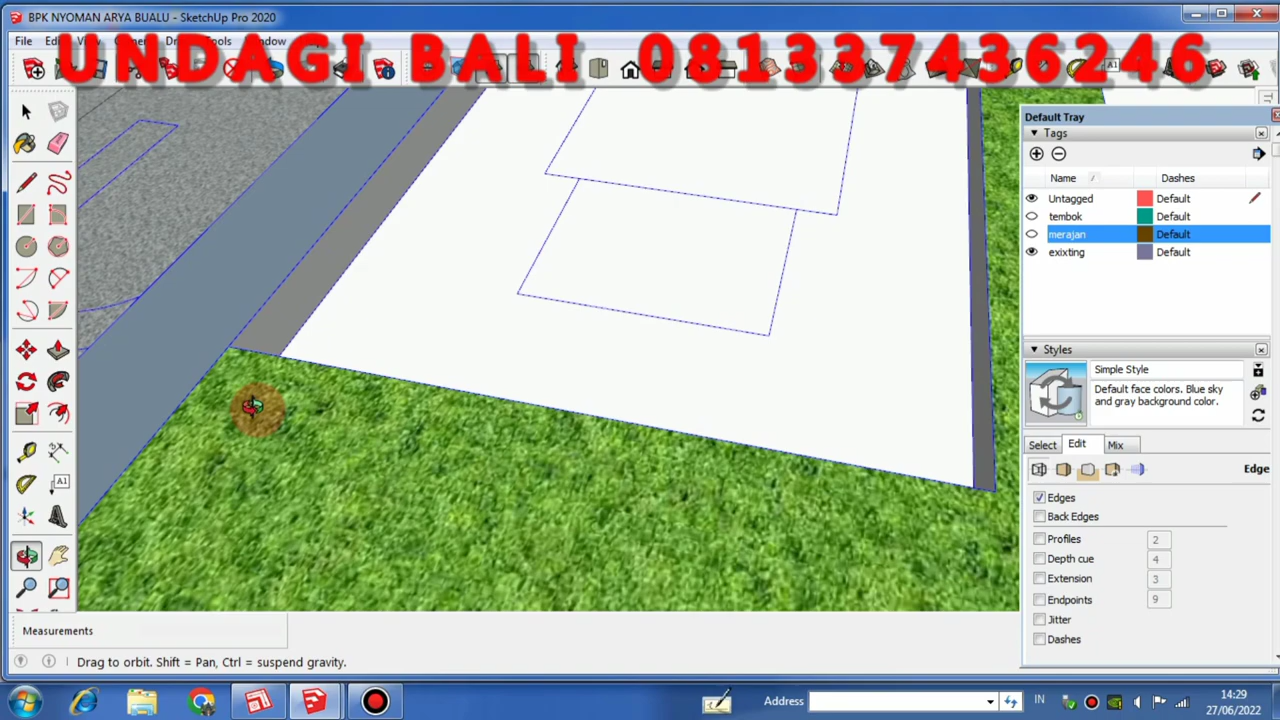 BPK NYOMAN ARYA BUALU - SketchUp Pro 2020
UNDAGI BALI 081337436246
File
Default Tray
Tags
Name Dashes
Untagged Default
tembok Default
merajan Default
exixting Default
Styles
Simple Style
Default face colors. Blue sky
and gray background color.
Select Edit Mix
Edge
Edges
Back Edges
Profiles 2
Depth cue 4
Extension 3
Endpoints 9
Jitter
Dashes
A1
Measurements
Drag to orbit. Shift = Pan, Ctrl = suspend gravity.
Address
IN
14:29
27/06/2022